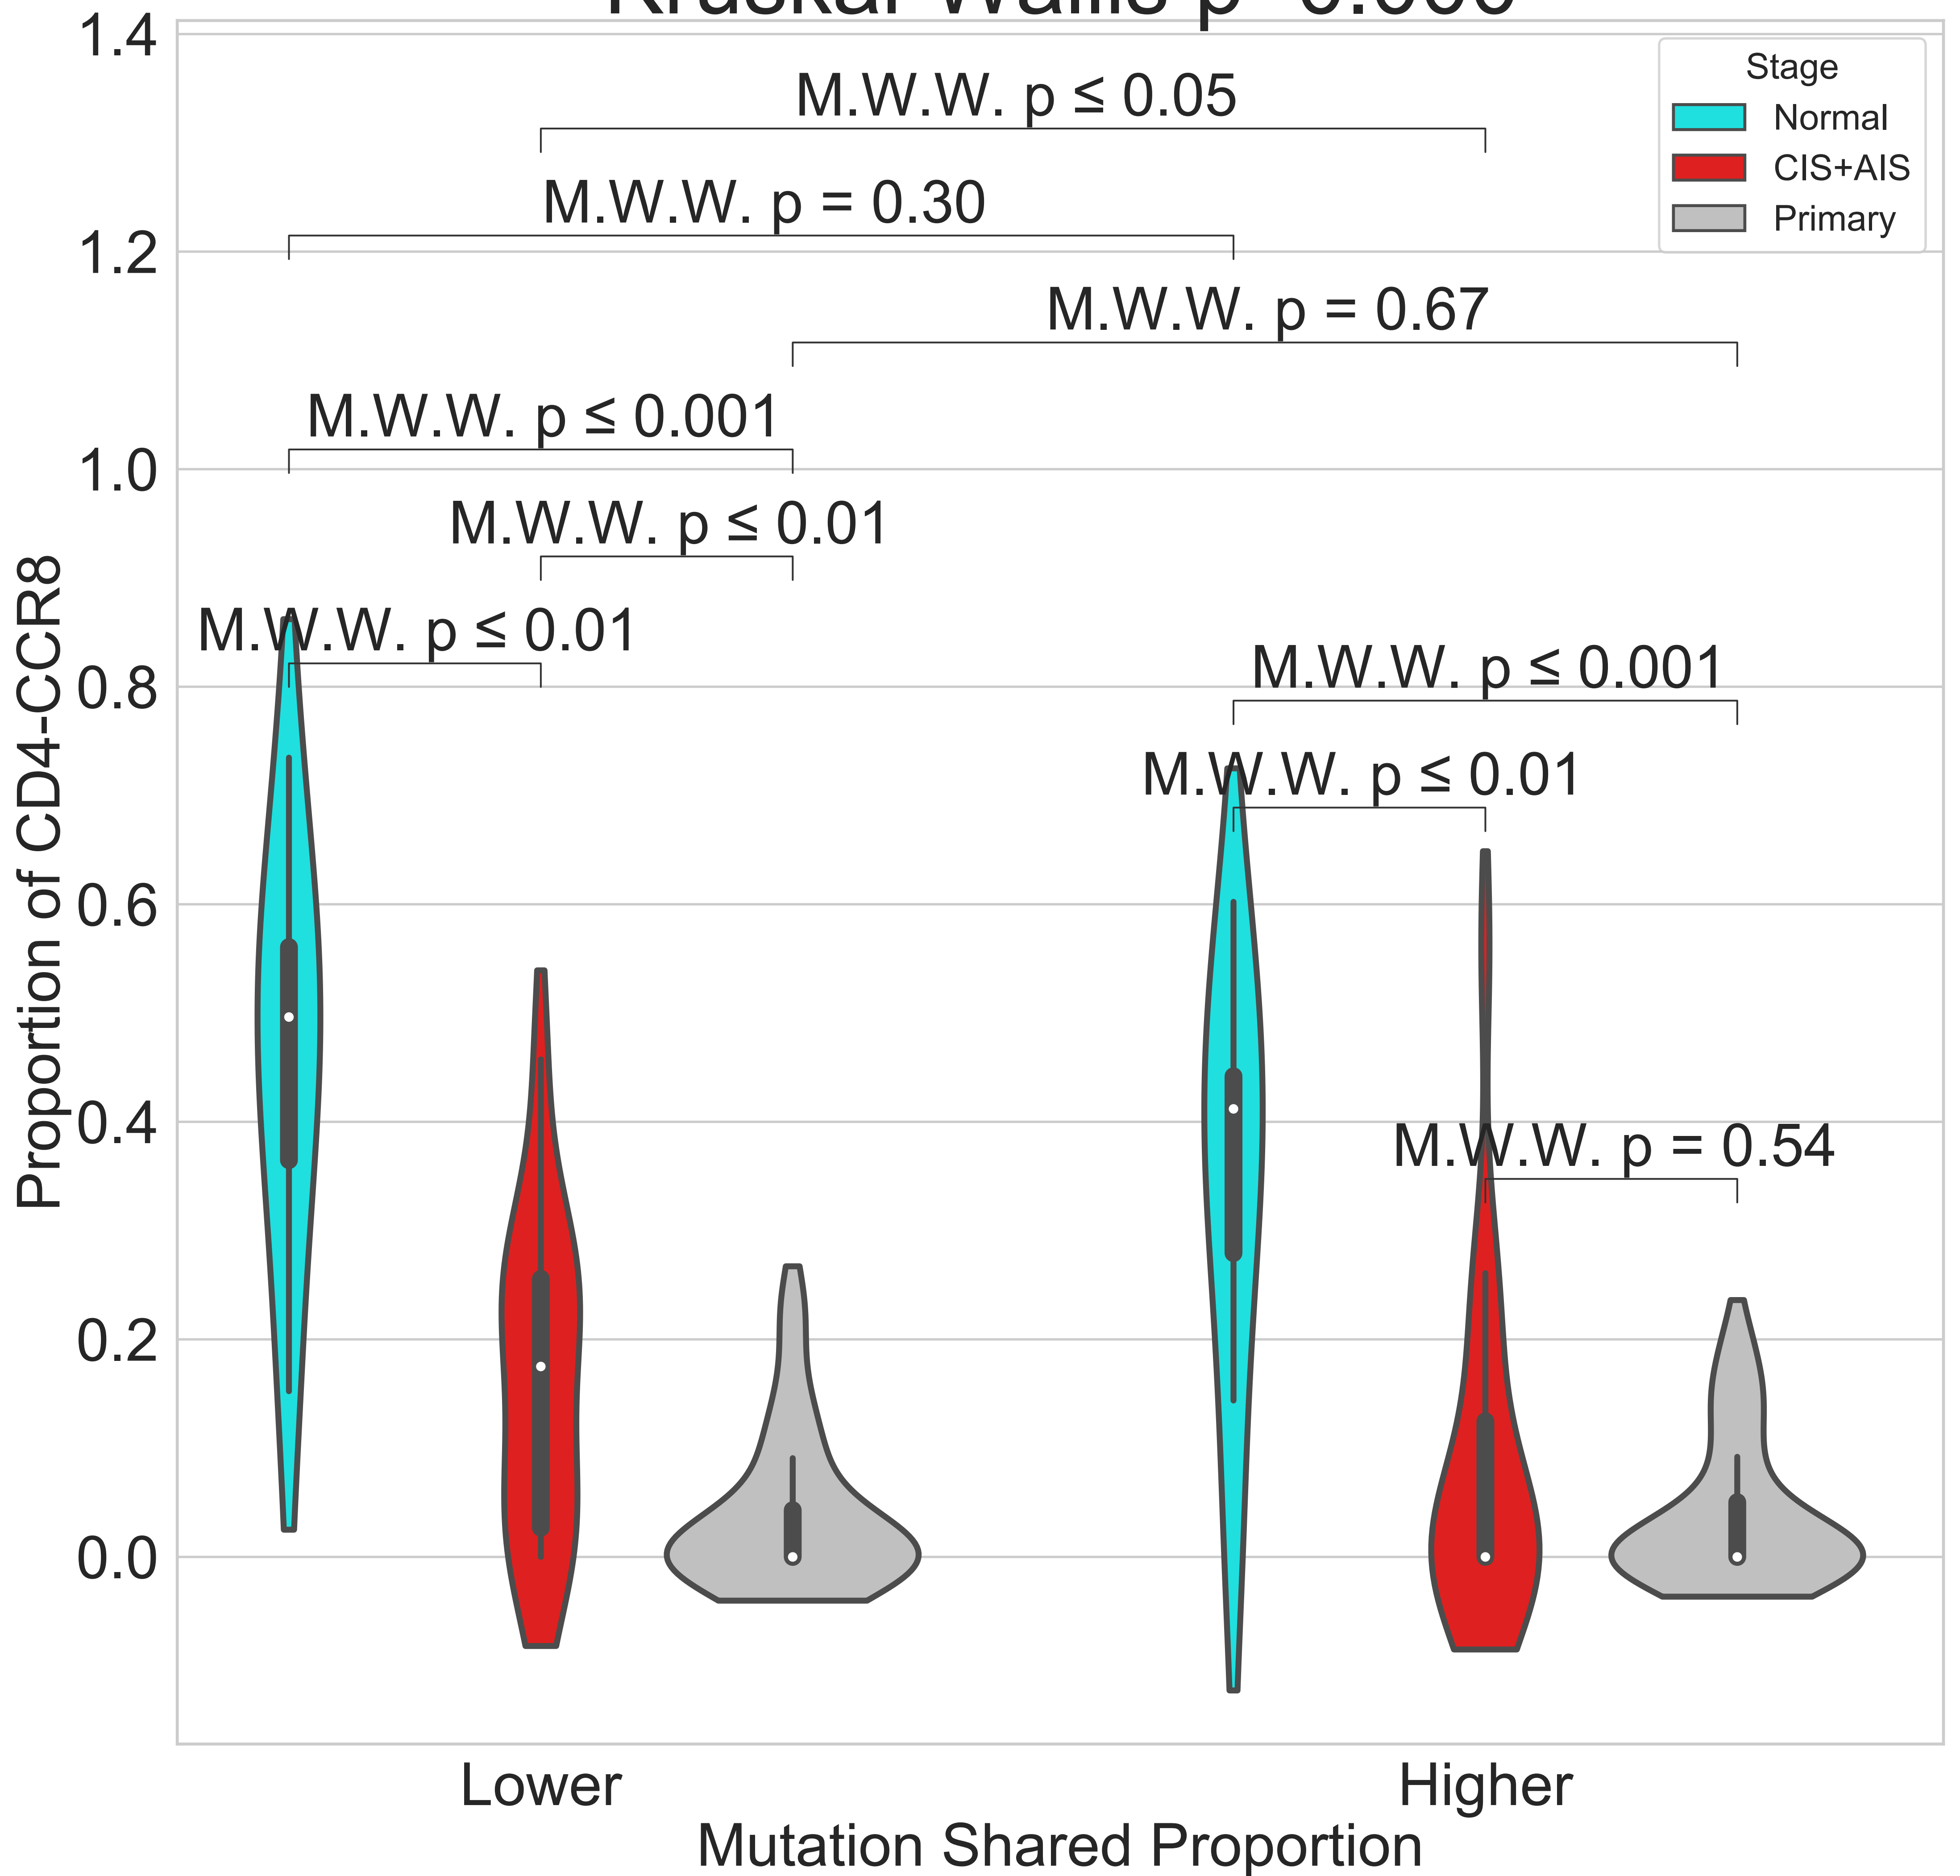 1.4
Stage
Normal
CIS+AIS
Primary
M.W.W. p ≤ 0.05
M.W.W. p = 0.30
1.2
M.W.W. p = 0.67
M.W.W. p ≤ 0.001
1.0
M.W.W. p ≤ 0.01
M.W.W. p ≤ 0.01
M.W.W. p ≤ 0.001
0.8
M.W.W. p ≤ 0.01
0.6
0.4
M.W.W. p = 0.54
0.2
0.0
Proportion of CD4-CCR8
Lower
Higher
Mutation Shared Proportion